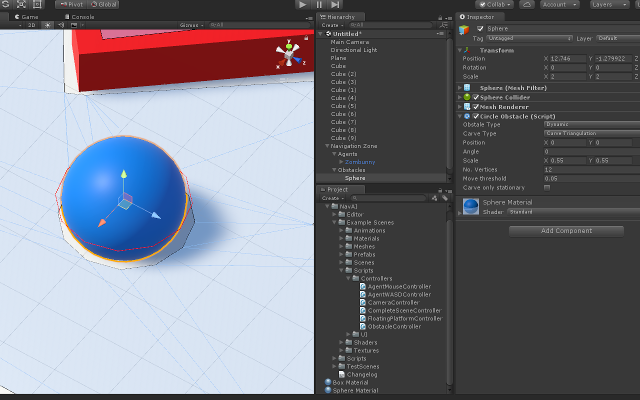 Pivot Global
Collab Account Layers
Game Console
2D Gizmos All
Hierarchy
Create All
Untitled*
Main Camera
Directional Light
Plane
Cube
Cube (2)
Cube (3)
Cube (1)
Cube (4)
Cube (5)
Cube (6)
Cube (7)
Cube (8)
Cube (9)
Navigation Zone
Agents
Zombunny
Obstacles
Sphere
Project
Create
NavAI
Editor
Example Scenes
Animations
Materials
Meshes
Prefabs
Scenes
Scripts
Controllers
AgentMouseController
AgentWASDController
CameraController
CompleteSceneController
FloatingPlatformController
ObstacleController
UI
Shaders
Textures
Scripts
TestScenes
Changelog
Box Material
Sphere Material
Inspector
Sphere
Tag Untagged Layer Default
Transform
Position X 12.746 Y -1.279922 Z
Rotation X 0 Y 0 Z
Scale X 2 Y 2 Z
Sphere (Mesh Filter)
Sphere Collider
Mesh Renderer
Circle Obstacle (Script)
Obstacle Type Dynamic
Carve Type Carve Triangulation
Position X 0 Y 0
Angle 0
Scale X 0.55 Y 0.55
No. Vertices 12
Move threshold 0.05
Carve only stationary
Sphere Material
Shader Standard
Add Component